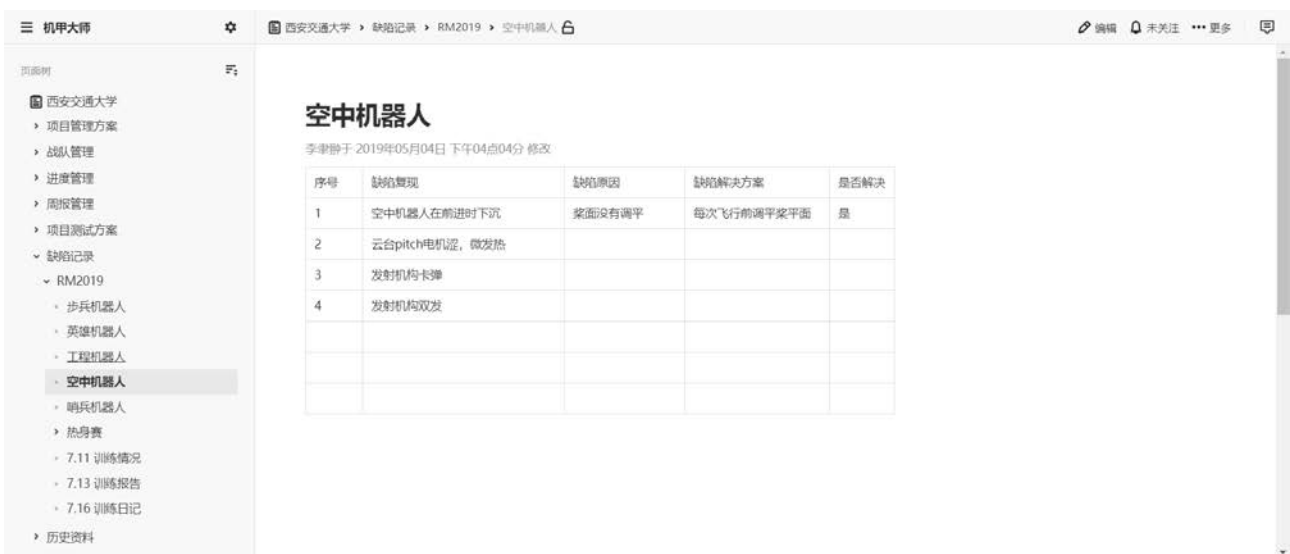 机甲大师
西安交通大学 › 缺陷记录 › RM2019 › 空中机器人
编辑 未关注 ••• 更多
页面树
西安交通大学
项目管理方案
战队管理
进度管理
周报管理
项目测试方案
缺陷记录
RM2019
步兵机器人
英雄机器人
工程机器人
空中机器人
哨兵机器人
热身赛
7.11 训练情况
7.13 训练报告
7.16 训练日记
历史资料
空中机器人
于 2019年05月04日 下午04点04分 修改
序号 缺陷复现 缺陷原因 缺陷解决方案 是否解决
1 空中机器人在前进时下沉 桨面没有调平 每次飞行前调平桨平面 是
2 云台pitch电机涩，微发热
3 发射机构卡弹
4 发射机构双发